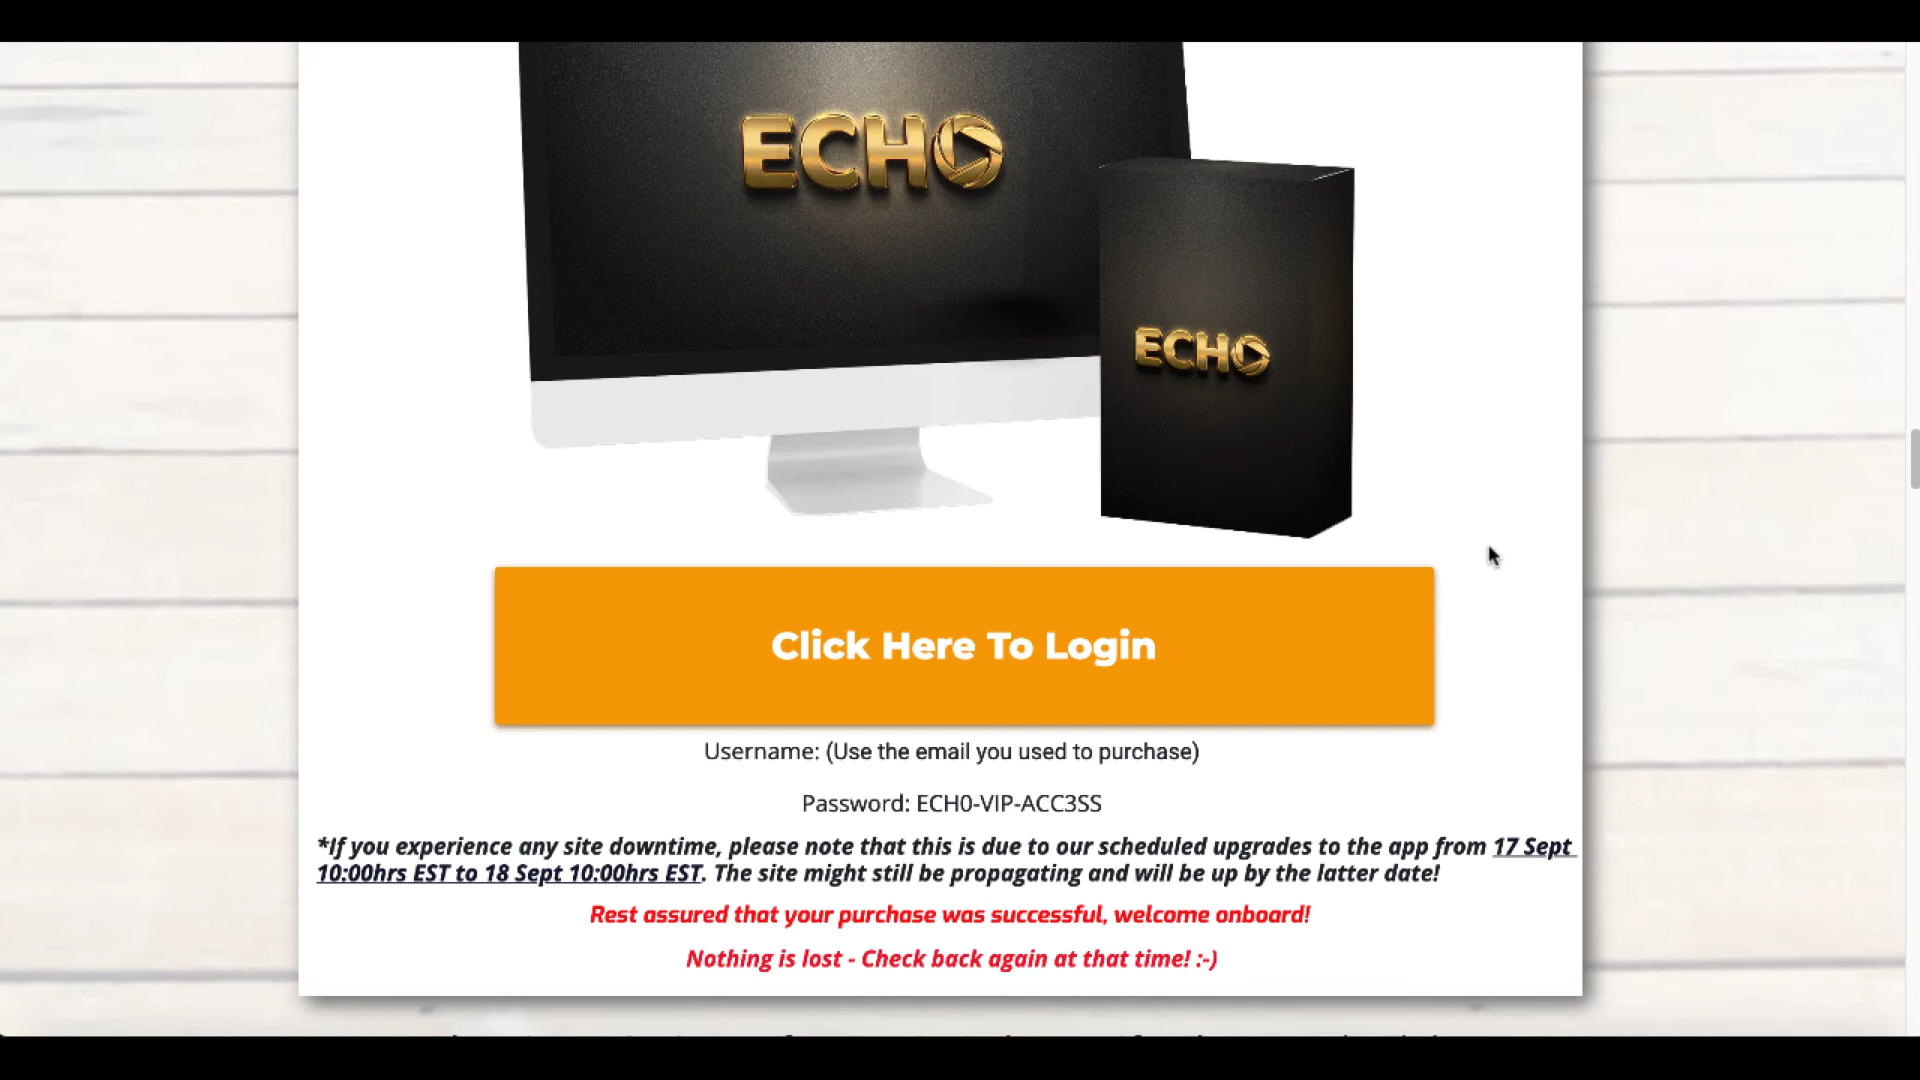 ECHO
ECHO
Click Here To Login
Username: (Use the email you used to purchase)
Password: ECH0-VIP-ACC3SS
*If you experience any site downtime, please note that this is due to our scheduled upgrades to the app from 17 Sept
10:00hrs EST to 18 Sept 10:00hrs EST. The site might still be propagating and will be up by the latter date!
Rest assured that your purchase was successful, welcome onboard!
Nothing is lost - Check back again at that time! :-)